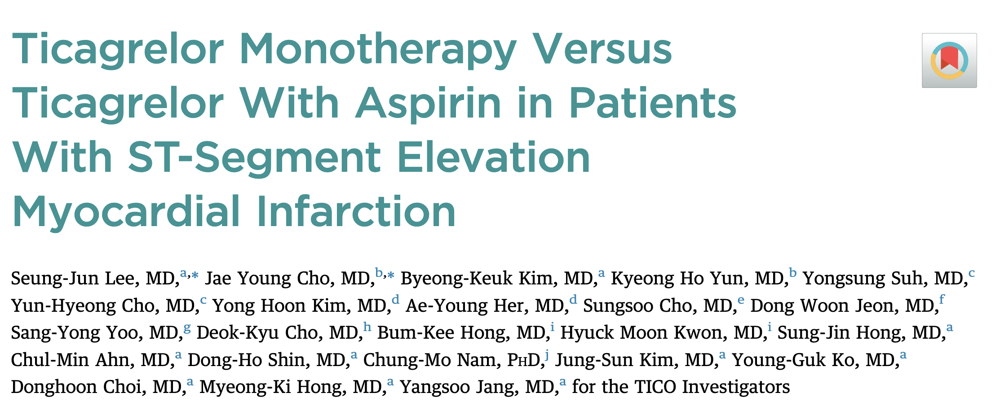 Ticagrelor Monotherapy Versus
Ticagrelor With Aspirin in Patients
With ST-Segment Elevation
Myocardial Infarction
Seung-Jun Lee, MD,a,* Jae Young Cho, MD,b,* Byeong-Keuk Kim, MD,a Kyeong Ho Yun, MD,b Yongsung Suh, MD,c
Yun-Hyeong Cho, MD,c Yong Hoon Kim, MD,d Ae-Young Her, MD,d Sungsoo Cho, MD,e Dong Woon Jeon, MD,f
Sang-Yong Yoo, MD,g Deok-Kyu Cho, MD,h Bum-Kee Hong, MD,i Hyuck Moon Kwon, MD,i Sung-Jin Hong, MD,a
Chul-Min Ahn, MD,a Dong-Ho Shin, MD,a Chung-Mo Nam, PHD,j Jung-Sun Kim, MD,a Young-Guk Ko, MD,a
Donghoon Choi, MD,a Myeong-Ki Hong, MD,a Yangsoo Jang, MD,a for the TICO Investigators